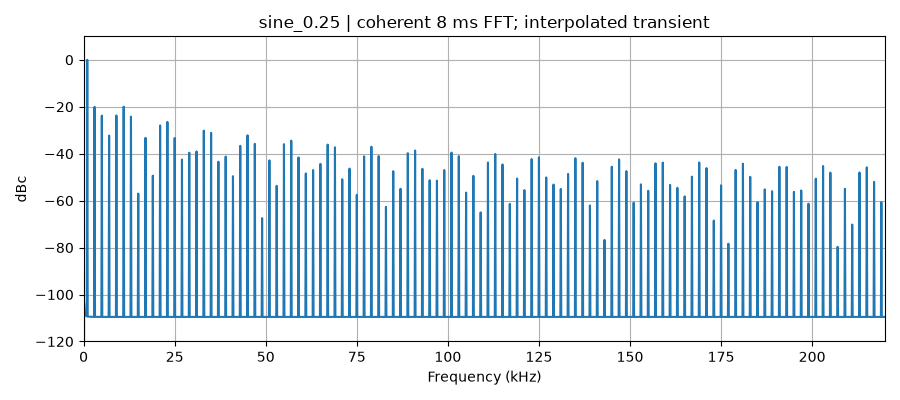 sine_0.25 | coherent 8 ms FFT; interpolated transient
dBc
0
−20
−40
−60
−80
−100
−120
0 25 50 75 100 125 150 175 200
Frequency (kHz)